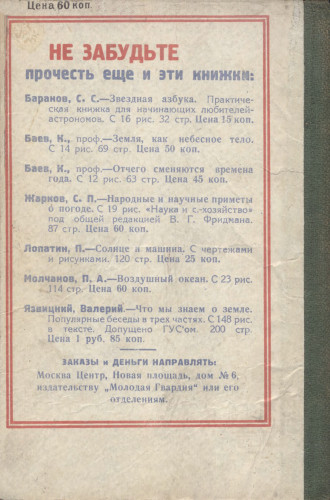 Цена 60 коп.
НЕ ЗАБУДЬТЕ
прочесть еще и эти книжки:
Баранов, С. С.—Звездная азбука. Практиче-
ская книжка для начинающих любителей-
астрономов. С 16 рис. 32 стр. Цена 15 коп.
Баев, К., проф.—Земля, как небесное тело.
С 14 рис. 69 стр. Цена 50 коп.
Баев, К., проф.—Отчего сменяются времена
года. С 12 рис. 63 стр. Цена 45 коп.
Жарков, С. П.—Народные и научные приметы
о погоде. С 19 рис. «Науки и с.-хозяйство»
под общей редакцией В. Г. Фридмана.
87 стр. Цена 60 коп.
Лопатин, П.—Солнце а машина. С чертежами
и рисунками. 120 стр. Цена 25 коп.
Молчанов, П. А.—Воздушный океан. С 23 рис.
114 стр. Цена 60 коп.
Язвицкий, Валерий.—Что мы знаем о земле.
Популярные беседы в трех частях. С 148 рис.
в тексте. Допущено ГУС'ом. 200 стр.
Цена 1 руб. 85 коп.
ЗАКАЗЫ и ДЕНЬГИ НАПРАВЛЯТЬ:
Москва Центр, Новая площадь, дом № 6,
издательству „Молодая Гвардия" или его
отделениям.